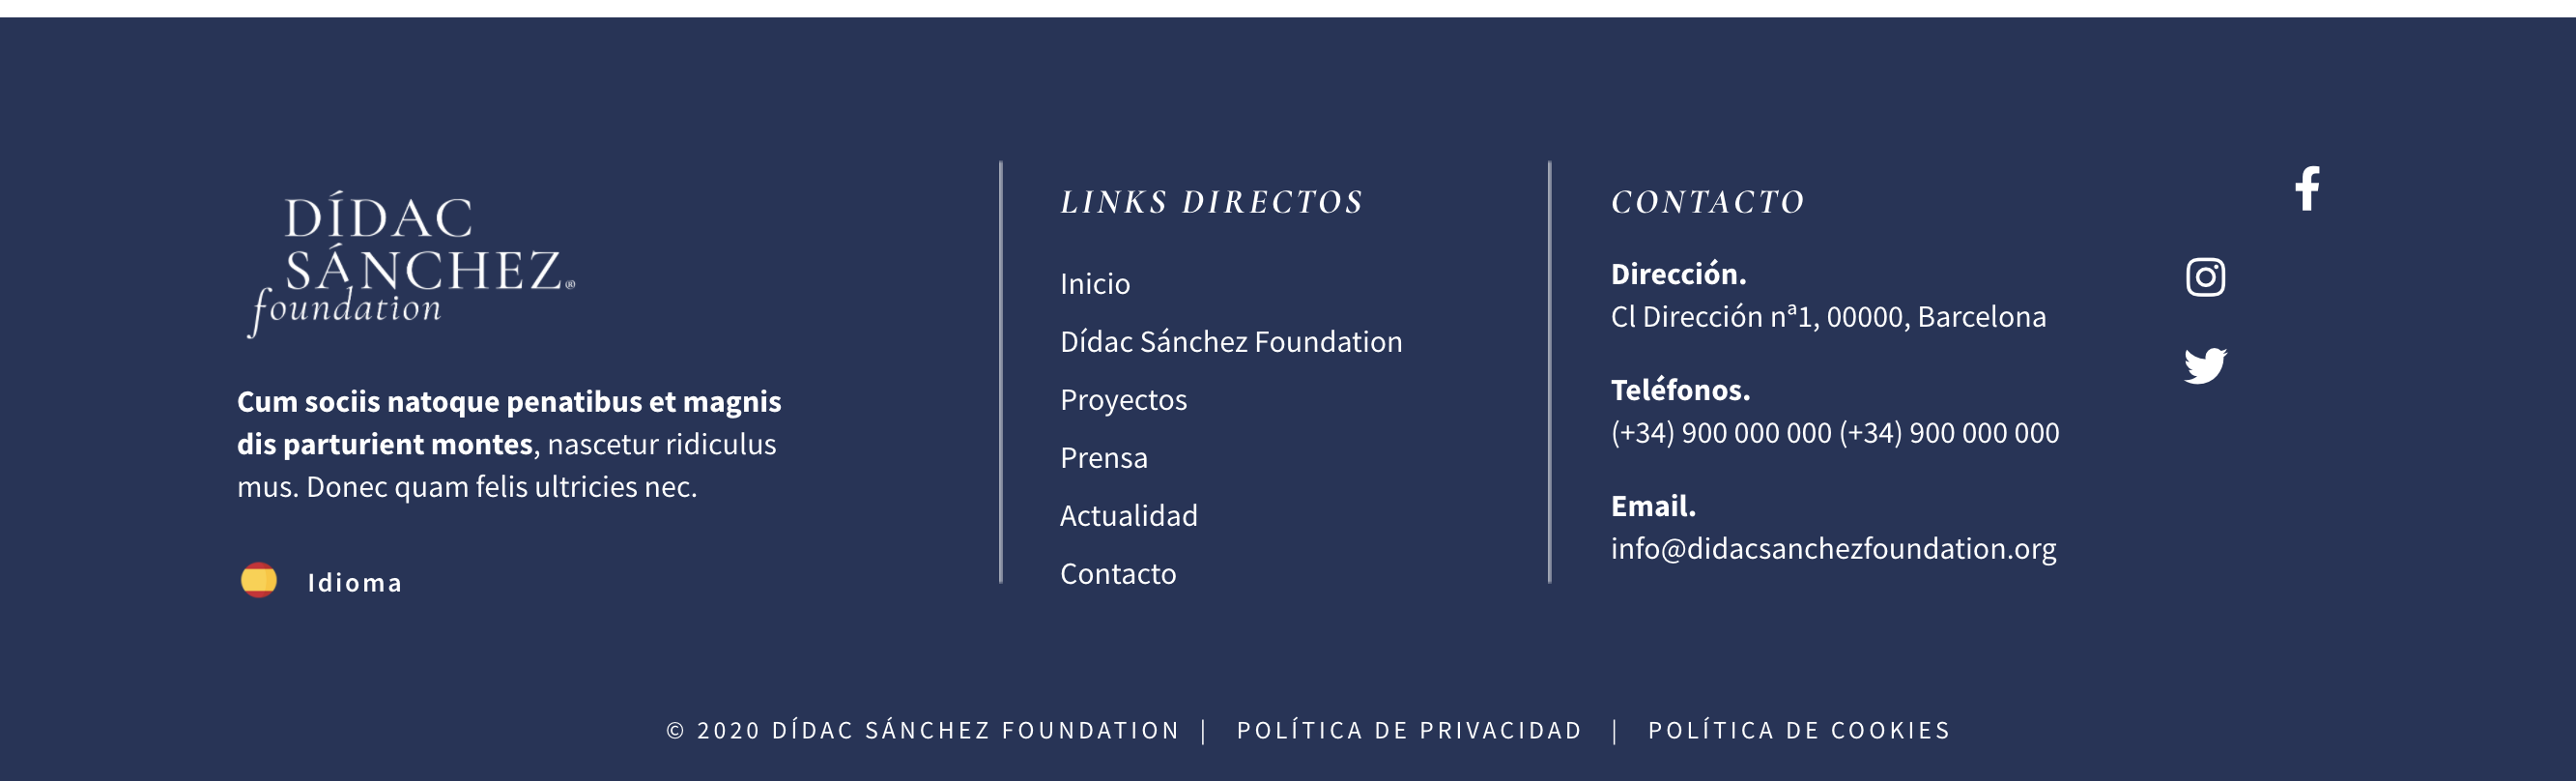 DÍDAC
SÁNCHEZ®
foundation
Cum sociis natoque penatibus et magnis
dis parturient montes, nascetur ridiculus
mus. Donec quam felis ultricies nec.
Idioma
LINKS DIRECTOS
Inicio
Dídac Sánchez Foundation
Proyectos
Prensa
Actualidad
Contacto
CONTACTO
Dirección.
Cl Dirección nª1, 00000, Barcelona
Teléfonos.
(+34) 900 000 000 (+34) 900 000 000
Email.
info@didacsanchezfoundation.org
© 2020 DÍDAC SÁNCHEZ FOUNDATION | POLÍTICA DE PRIVACIDAD | POLÍTICA DE COOKIES